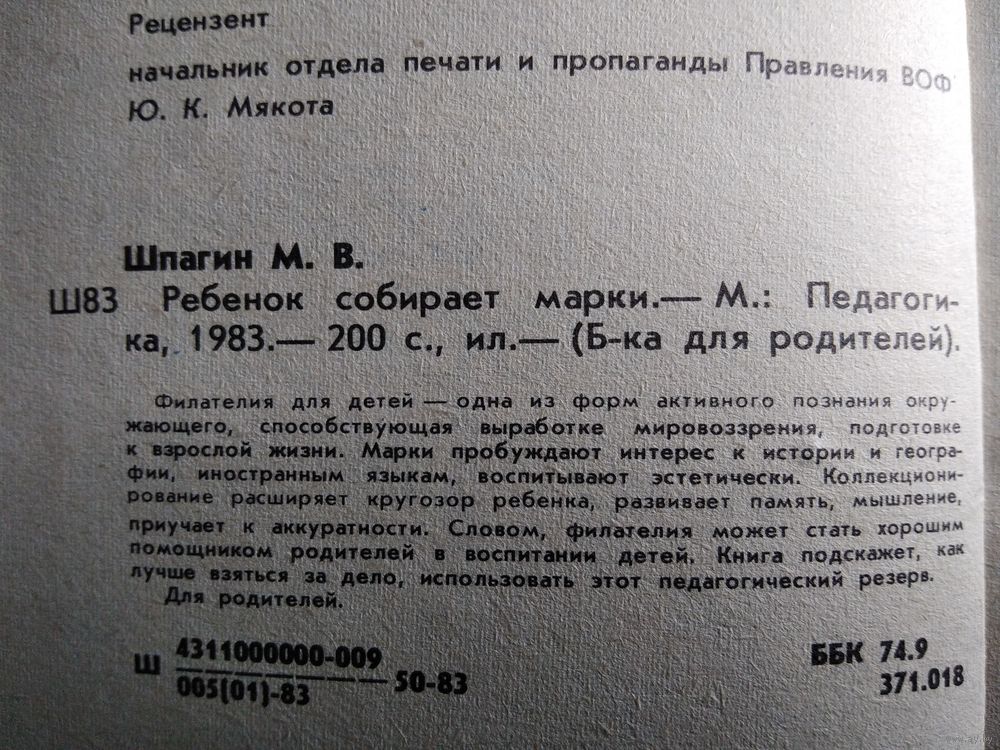 Рецензент
начальник отдела печати и пропаганды Правления ВОФ
Ю. К. Мякота
Шпагин М. В.
Ш83 Ребенок собирает марки.— М.: Педагоги-
ка, 1983.— 200 с., ил.— (Б-ка для родителей).
Филателия для детей — одна из форм активного познания окру-
жающего, способствующая выработке мировоззрения, подготовке
к взрослой жизни. Марки пробуждают интерес к истории и геогра-
фии, иностранным языкам, воспитывают эстетически. Коллекциони-
рование расширяет кругозор ребенка, развивает память, мышление,
приучает к аккуратности. Словом, филателия может стать хорошим
помощником родителей в воспитании детей. Книга подскажет, как
лучше взяться за дело, использовать этот педагогический резерв.
Для родителей.
4311000000-009
Ш 50-83
005(01)-83
ББК 74.9
371.018